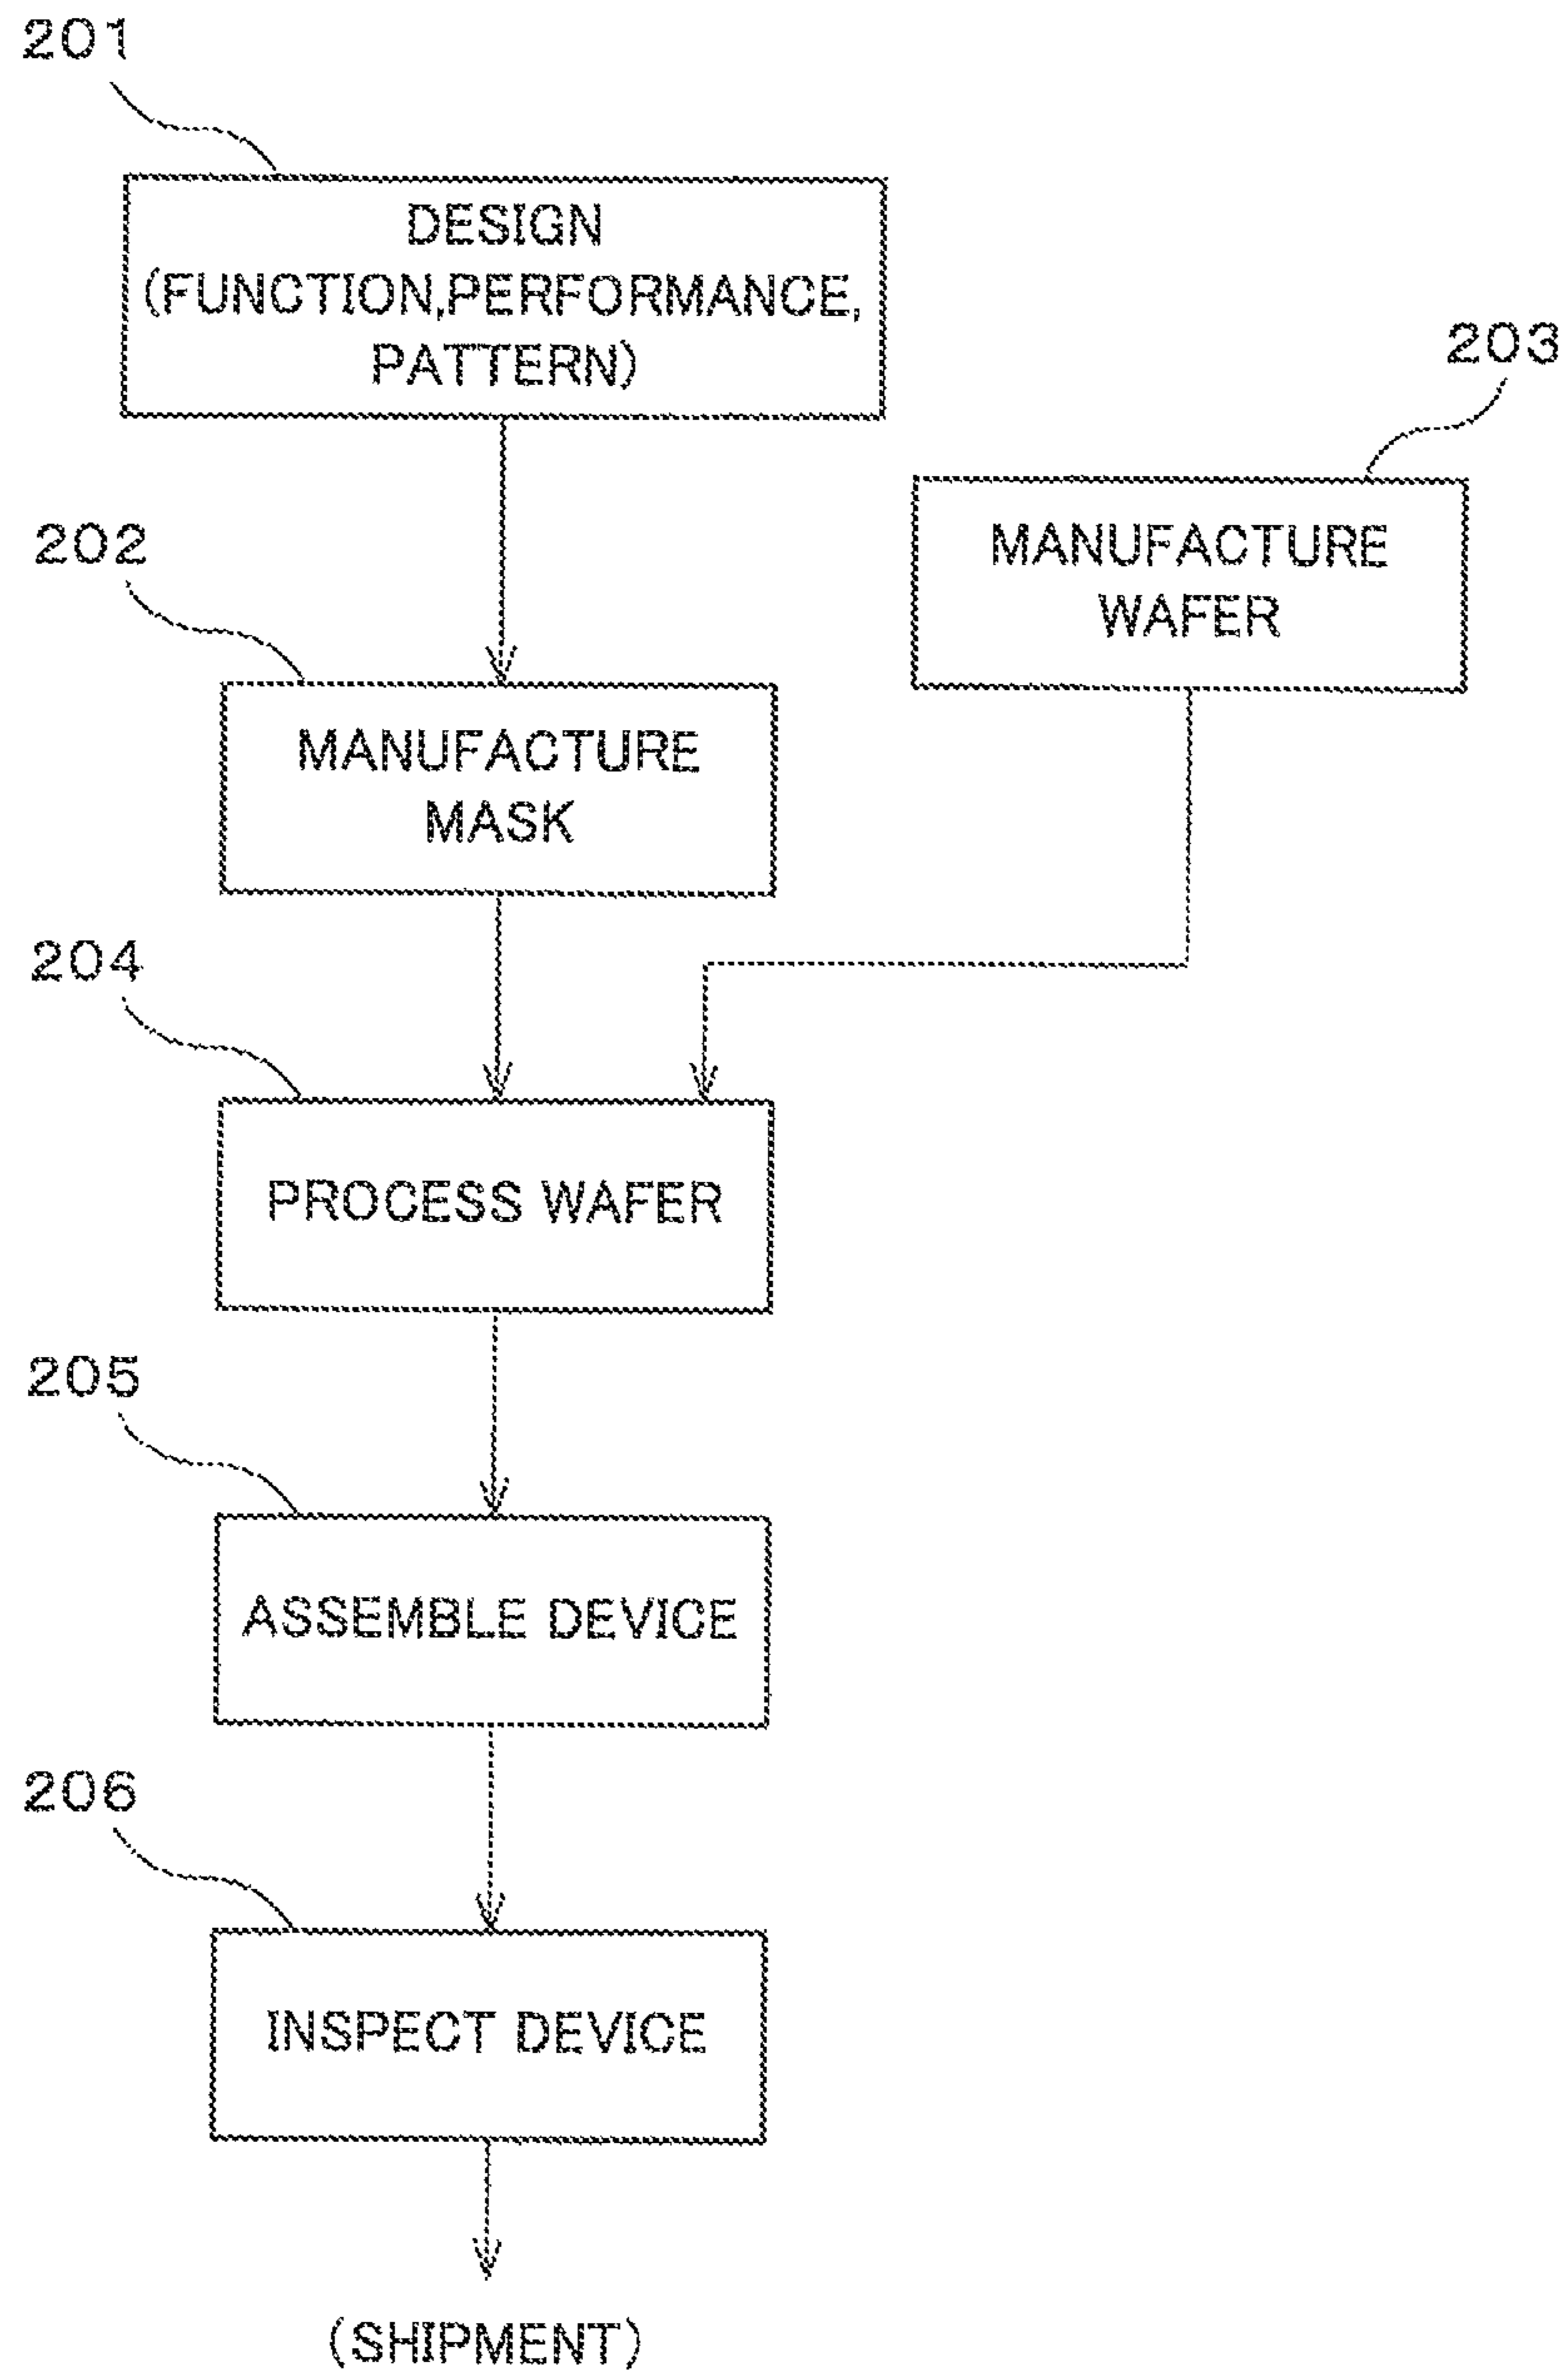 201
DESIGN
(FUNCTION,PERFORMANCE,
PATTERN)
203
MANUFACTURE
WAFER
202
MANUFACTURE
MASK
204
PROCESS WAFER
205
ASSEMBLE DEVICE
206
INSPECT DEVICE
(SHIPMENT)